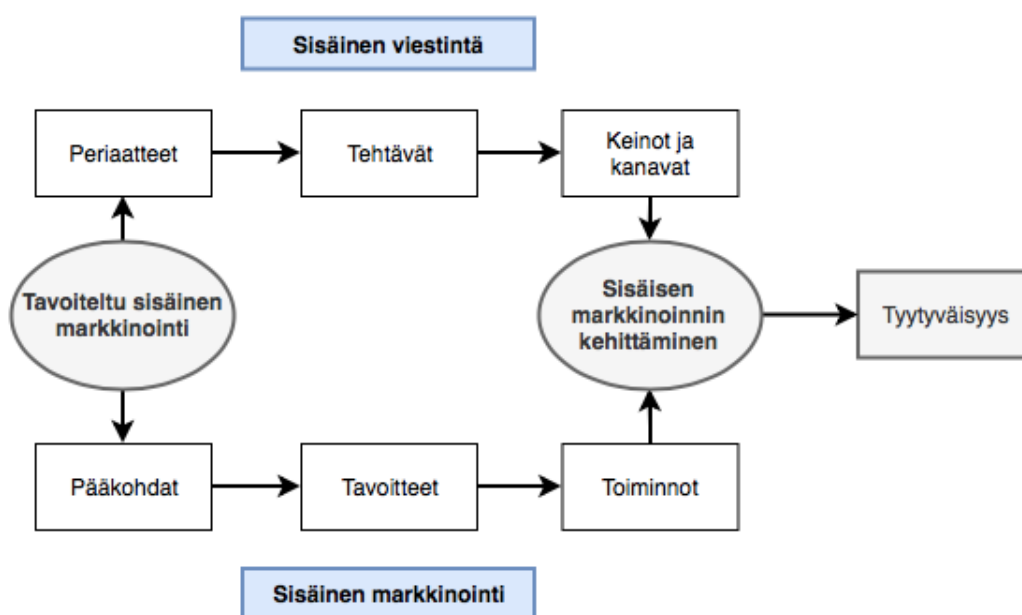 Sisäinen viestintä
Periaatteet
Tehtävät
Keinot ja
kanavat
Tavoiteltu sisäinen
markkinointi
Sisäisen
markkinoinnin
kehittäminen
Tyytyväisyys
Pääkohdat
Tavoitteet
Toiminnot
Sisäinen markkinointi